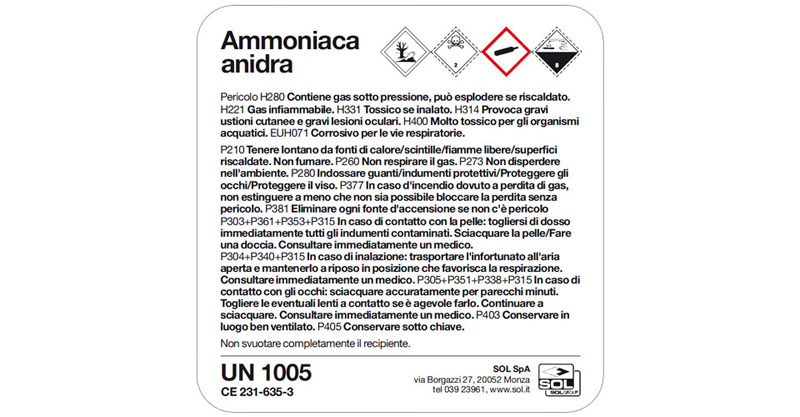 Ammoniaca
anidra
2
8
Pericolo H280 Contiene gas sotto pressione, può esplodere se riscaldato.
H221 Gas infiammabile. H331 Tossico se inalato. H314 Provoca gravi
ustioni cutanee e gravi lesioni oculari. H400 Molto tossico per gli organismi
acquatici. EUH071 Corrosivo per le vie respiratorie.
P210 Tenere lontano da fonti di calore/scintille/fiamme libere/superfici
riscaldate. Non fumare. P260 Non respirare il gas. P273 Non disperdere
nell'ambiente. P280 Indossare guanti/indumenti protettivi/Proteggere gli
occhi/Proteggere il viso. P377 In caso d'incendio dovuto a perdita di gas,
non estinguere a meno che non sia possibile bloccare la perdita senza
pericolo. P381 Eliminare ogni fonte d'accensione se non c'è pericolo
P303+P361+P353+P315 In caso di contatto con la pelle: togliersi di dosso
immediatamente tutti gli indumenti contaminati. Sciacquare la pelle/Fare
una doccia. Consultare immediatamente un medico.
P304+P340+P315 In caso di inalazione: trasportare l'infortunato all'aria
aperta e mantenerlo a riposo in posizione che favorisca la respirazione.
Consultare immediatamente un medico. P305+P351+P338+P315 In caso di
contatto con gli occhi: sciacquare accuratamente per parecchi minuti.
Togliere le eventuali lenti a contatto se è agevole farlo. Continuare a
sciacquare. Consultare immediatamente un medico. P403 Conservare in
luogo ben ventilato. P405 Conservare sotto chiave.
Non svuotare completamente il recipiente.
UN 1005
CE 231-635-3
SOL SpA
via Borgazzi 27, 20052 Monza
tel 039 23961, www.sol.it
SOL
SOLGROUP